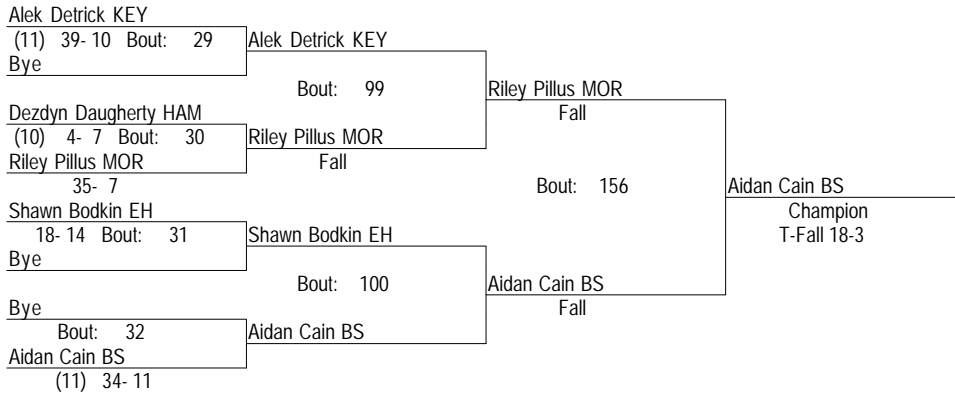 Alek Detrick KEY
(11) 39- 10 Bout: 29
Alek Detrick KEY
Bye
Bout: 99
Riley Pillus MOR
Fall
Dezdyn Daugherty HAM
(10) 4- 7 Bout: 30
Riley Pillus MOR
Riley Pillus MOR
Fall
35- 7
Bout: 156
Aidan Cain BS
Champion
T-Fall 18-3
Shawn Bodkin EH
18- 14 Bout: 31
Shawn Bodkin EH
Bye
Bout: 100
Aidan Cain BS
Fall
Bye
Bout: 32
Aidan Cain BS
Aidan Cain BS
(11) 34- 11